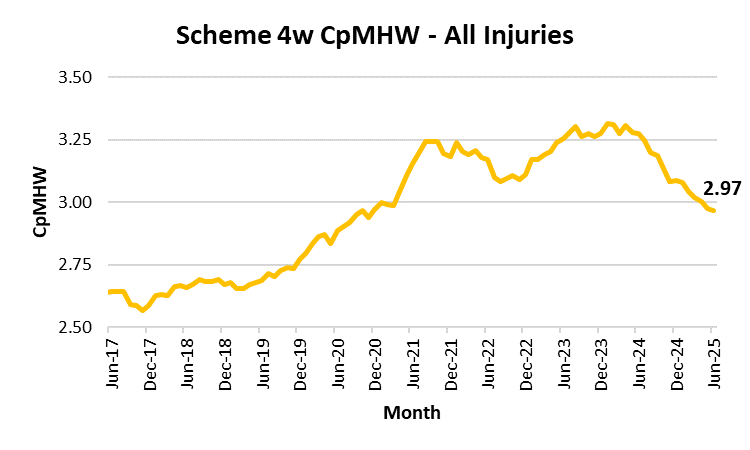 Scheme 4w CpMHW - All Injuries
3.50
3.25
3.00
2.75
2.50
CpMHW
2.97
Jun-17
Dec-17
Jun-18
Dec-18
Jun-19
Dec-19
Jun-20
Dec-20
Jun-21
Dec-21
Jun-22
Dec-22
Jun-23
Dec-23
Jun-24
Dec-24
Jun-25
Month